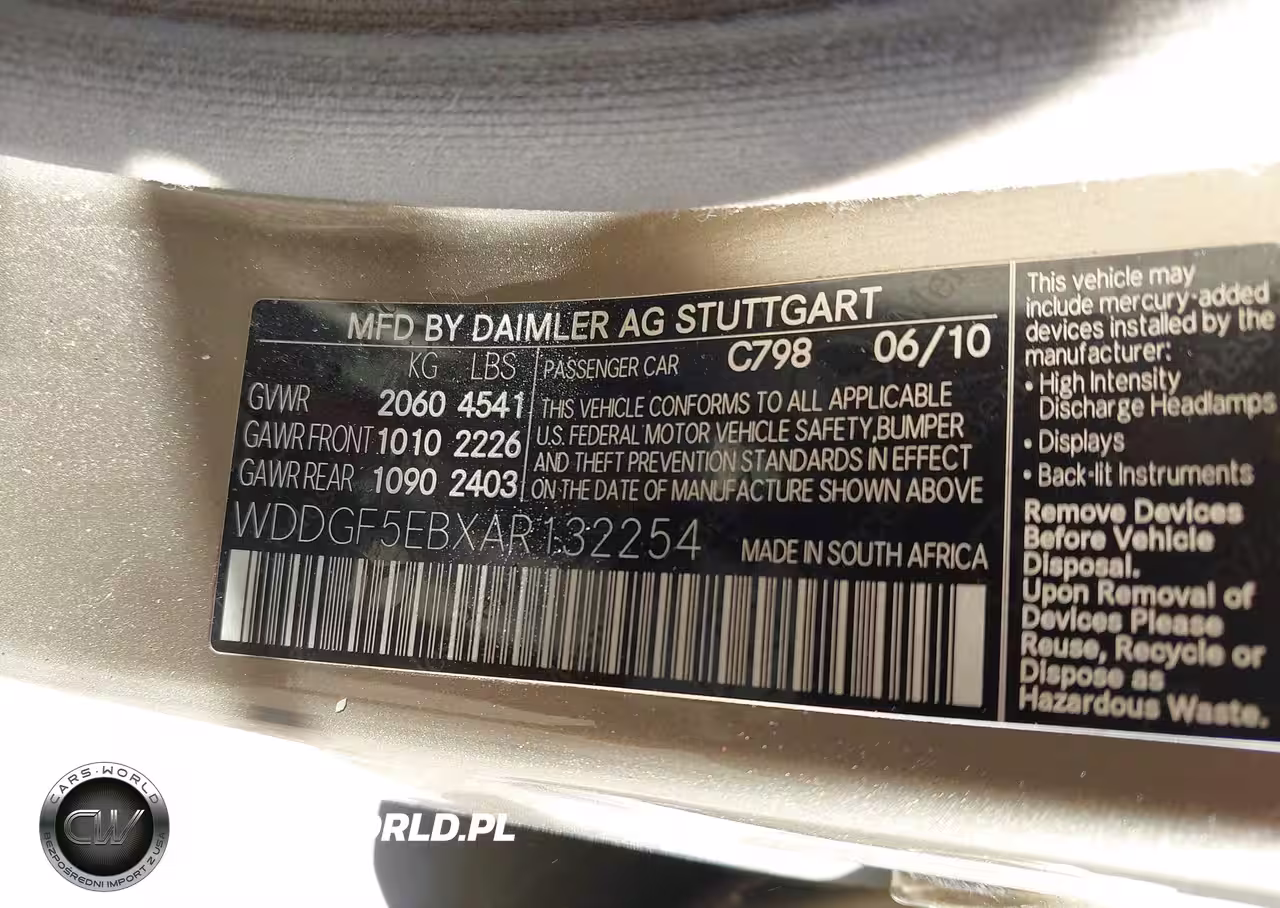 MFD BY DAIMLER AG STUTTGART
KG LBS
GVWR 2060 4541
GAWR FRONT 1010 2226
GAWR REAR 1090 2403
PASSENGER CAR C798 06/10
THIS VEHICLE CONFORMS TO ALL APPLICABLE
U.S. FEDERAL MOTOR VEHICLE SAFETY, BUMPER
AND THEFT PREVENTION STANDARDS IN EFFECT
ON THE DATE OF MANUFACTURE SHOWN ABOVE
WDDGF5EBXAR132254
MADE IN SOUTH AFRICA
This vehicle may
include mercury-added
devices installed by the
manufacturer:
• High Intensity
Discharge Headlamps
• Displays
• Back-lit Instruments
Remove Devices
Before Vehicle
Disposal.
Upon Removal of
Devices Please
Reuse, Recycle or
Dispose as
Hazardous Waste.
CARS-WORLD
CW
BEZPOŚREDNI IMPORT Z USA
RLD.PL